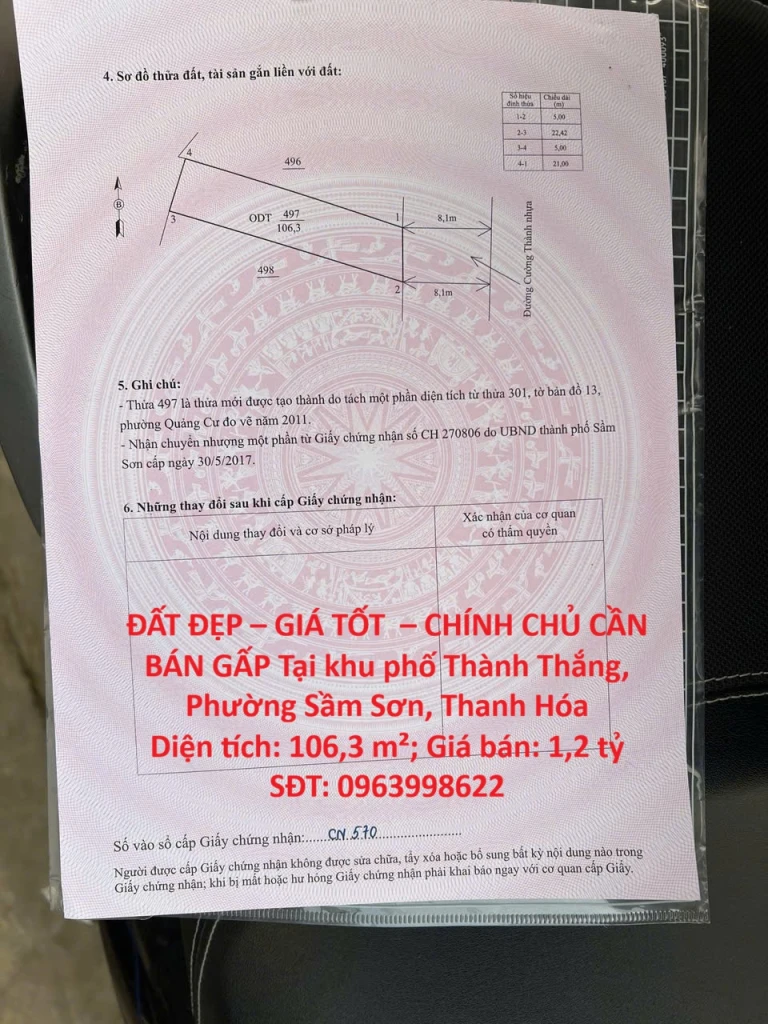 4. Sơ đồ thửa đất, tài sản gắn liền với đất:
Số hiệu đỉnh thửa Chiều dài (m)
1-2 5,00
2-3 22,42
3-4 5,00
4-1 21,00
4
496
B
3
ODT 497
106,3
1
8,1m
498
2
8,1m
Đường Cường Thành nhựa
5. Ghi chú:
- Thửa 497 là thửa mới được tạo thành do tách một phần diện tích từ thửa 301, tờ bản đồ 13,
phường Quảng Cư đo vẽ năm 2011.
- Nhận chuyển nhượng một phần từ Giấy chứng nhận số CH 270806 do UBND thành phố Sầm
Sơn cấp ngày 30/5/2017.
6. Những thay đổi sau khi cấp Giấy chứng nhận:
Nội dung thay đổi và cơ sở pháp lý
Xác nhận của cơ quan
có thẩm quyền
ĐẤT ĐẸP – GIÁ TỐT – CHÍNH CHỦ CẦN
BÁN GẤP Tại khu phố Thành Thắng,
Phường Sầm Sơn, Thanh Hóa
Diện tích: 106,3 m²; Giá bán: 1,2 tỷ
SĐT: 0963998622
Số vào sổ cấp Giấy chứng nhận:......CN 570......................
Người được cấp Giấy chứng nhận không được sửa chữa, tẩy xóa hoặc bổ sung bất kỳ nội dung nào trong
Giấy chứng nhận; khi bị mất hoặc hư hỏng Giấy chứng nhận phải khai báo ngay với cơ quan cấp Giấy.